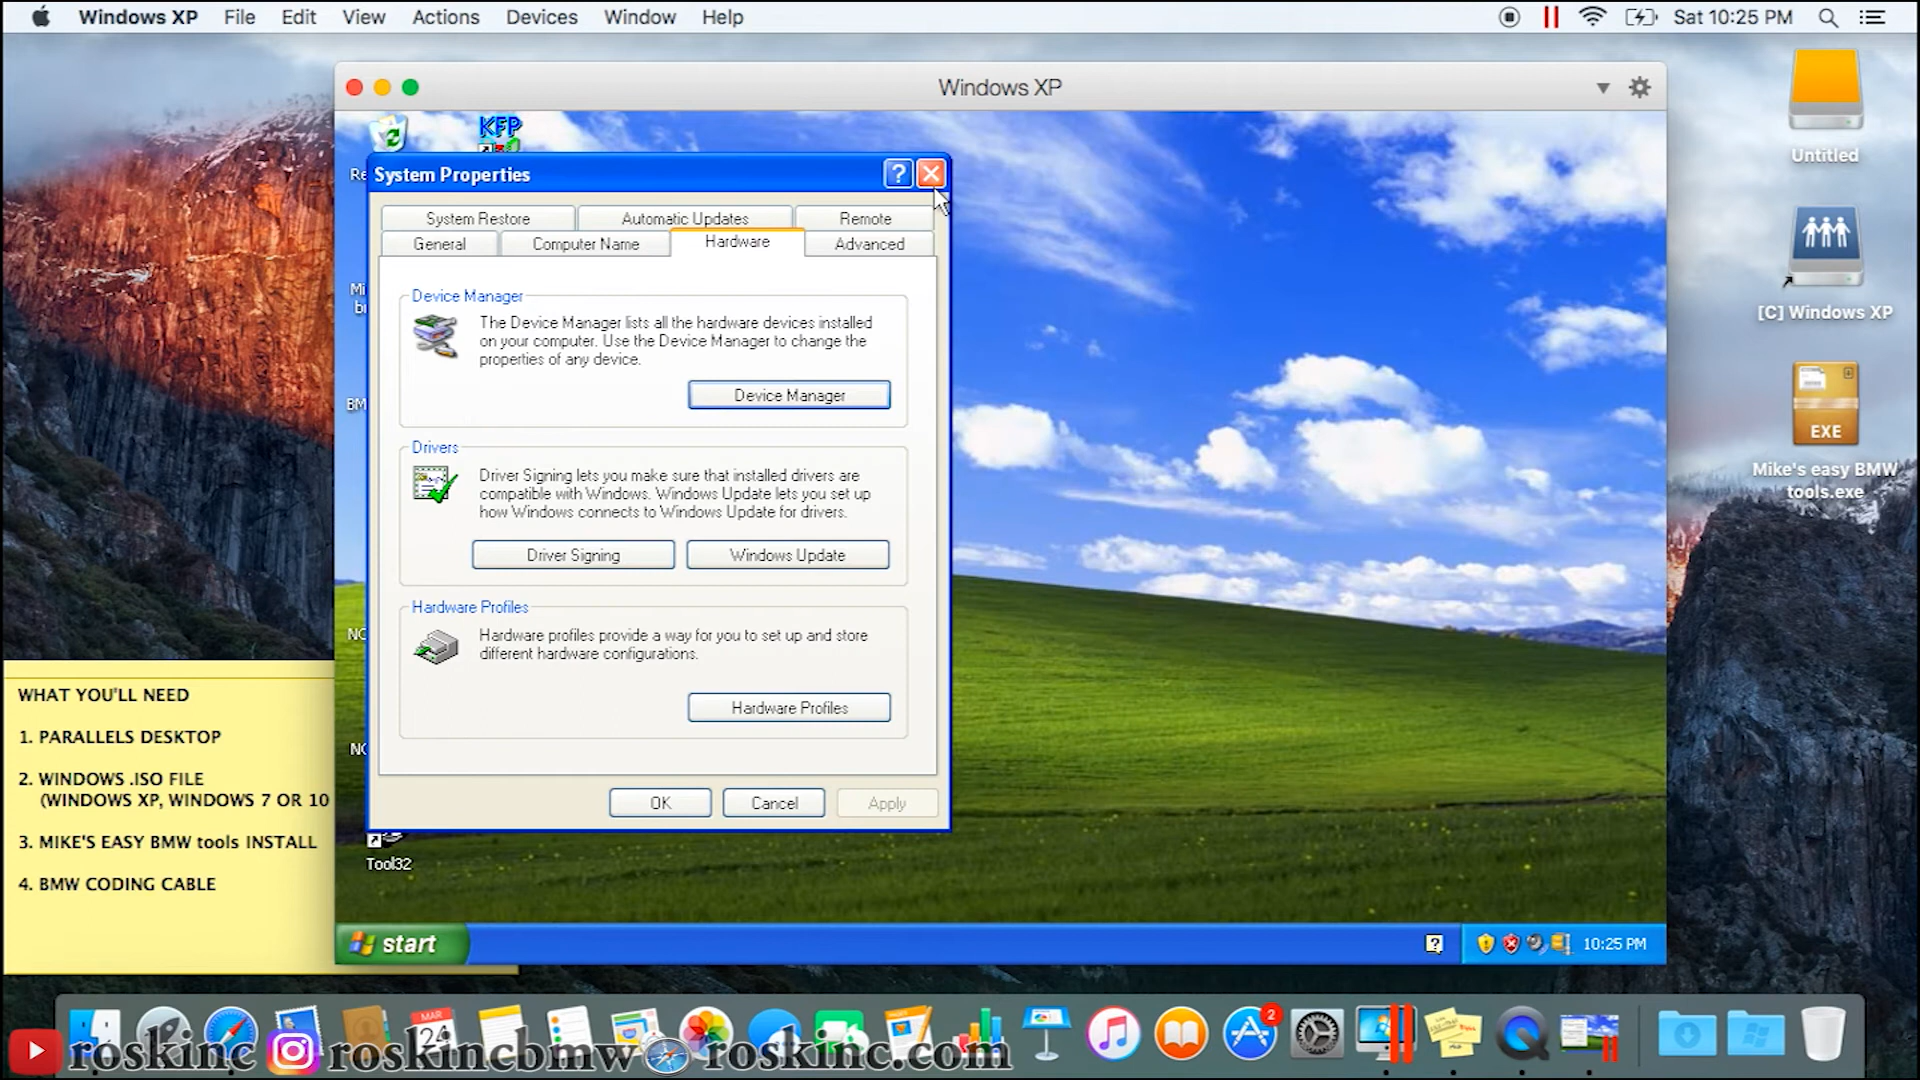 Windows XP File Edit View Actions Devices Window Help
Sat 10:25 PM
Windows XP
KFP
Re
System Properties
?
System Restore Automatic Updates Remote
General Computer Name Hardware Advanced
Device Manager
The Device Manager lists all the hardware devices installed
on your computer. Use the Device Manager to change the
properties of any device.
Device Manager
Drivers
Driver Signing lets you make sure that installed drivers are
compatible with Windows. Windows Update lets you set up
how Windows connects to Windows Update for drivers.
Driver Signing Windows Update
Hardware Profiles
Hardware profiles provide a way for you to set up and store
different hardware configurations.
Hardware Profiles
OK Cancel Apply
Mi
BM
NC
NC
Tool32
start
?
10:25 PM
Untitled
[C] Windows XP
EXE
Mike's easy BMW
tools.exe
WHAT YOU'LL NEED
1. PARALLELS DESKTOP
2. WINDOWS .ISO FILE
(WINDOWS XP, WINDOWS 7 OR 10
3. MIKE'S EASY BMW tools INSTALL
4. BMW CODING CABLE
MAR
24
2
roskinc roskincbmw roskinc.com